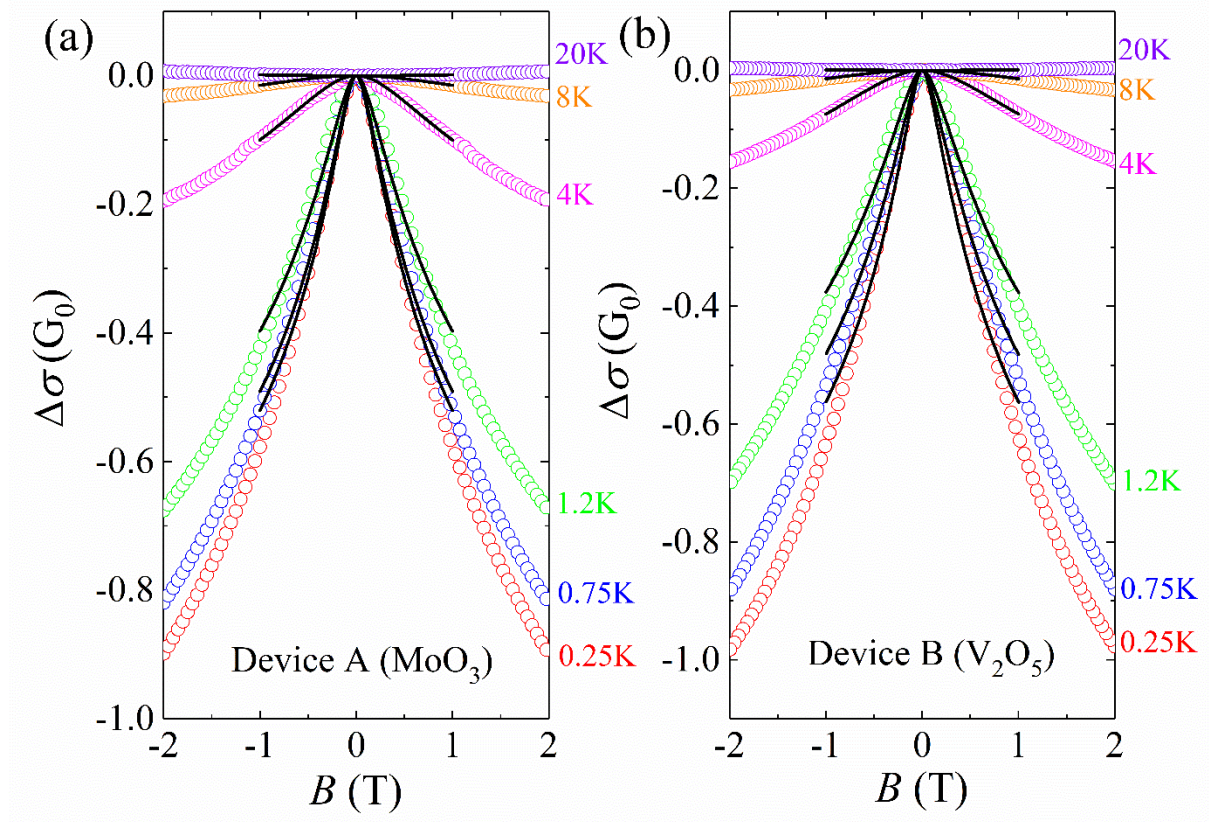 (a)
0.0
-0.2
-0.4
-0.6
-0.8
-1.0
Δσ (G₀)
-2 -1 0 1 2
B (T)
20K
8K
4K
1.2K
0.75K
0.25K
Device A (MoO₃)
(b)
0.0
-0.2
-0.4
-0.6
-0.8
-1.0
Δσ (G₀)
-2 -1 0 1 2
B (T)
20K
8K
4K
1.2K
0.75K
0.25K
Device B (V₂O₅)